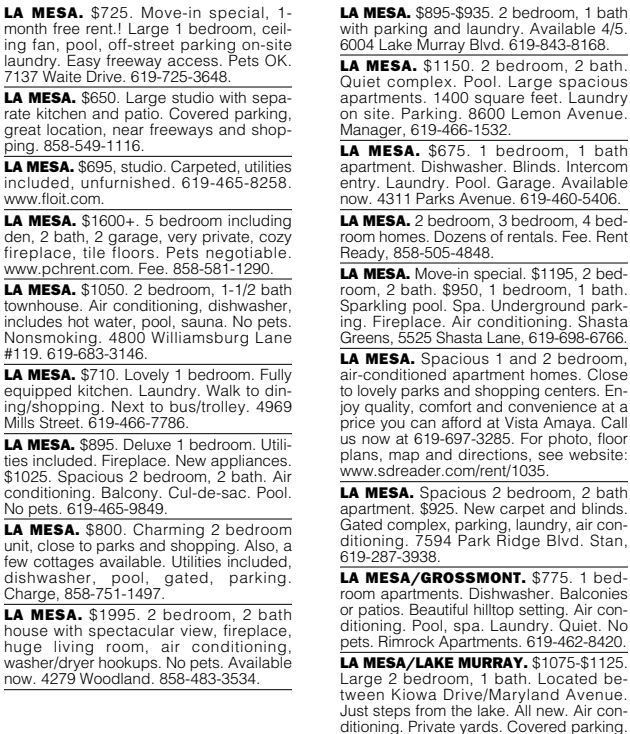 LA MESA. $725. Move-in special, 1-
month free rent.! Large 1 bedroom, ceil-
ing fan, pool, off-street parking on-site
laundry. Easy freeway access. Pets OK.
7137 Waite Drive. 619-725-3648.
LA MESA. $650. Large studio with sepa-
rate kitchen and patio. Covered parking,
great location, near freeways and shop-
ping. 858-549-1116.
LA MESA. $695, studio. Carpeted, utilities
included, unfurnished. 619-465-8258.
www.floit.com.
LA MESA. $1600+. 5 bedroom including
den, 2 bath, 2 garage, very private, cozy
fireplace, tile floors. Pets negotiable.
www.pchrent.com. Fee. 858-581-1290.
LA MESA. $1050. 2 bedroom, 1-1/2 bath
townhouse. Air conditioning, dishwasher,
includes hot water, pool, sauna. No pets.
Nonsmoking. 4800 Williamsburg Lane
#119. 619-683-3146.
LA MESA. $710. Lovely 1 bedroom. Fully
equipped kitchen. Laundry. Walk to din-
ing/shopping. Next to bus/trolley. 4969
Mills Street. 619-466-7786.
LA MESA. $895. Deluxe 1 bedroom. Utili-
ties included. Fireplace. New appliances.
$1025. Spacious 2 bedroom, 2 bath. Air
conditioning. Balcony. Cul-de-sac. Pool.
No pets. 619-465-9849.
LA MESA. $800. Charming 2 bedroom
unit, close to parks and shopping. Also, a
few cottages available. Utilities included,
dishwasher, pool, gated, parking.
Charge, 858-751-1497.
LA MESA. $1995. 2 bedroom, 2 bath
house with spectacular view, fireplace,
huge living room, air conditioning,
washer/dryer hookups. No pets. Available
now. 4279 Woodland. 858-483-3534.
LA MESA. $895-$935. 2 bedroom, 1 bath
with parking and laundry. Available 4/5.
6004 Lake Murray Blvd. 619-843-8168.
LA MESA. $1150. 2 bedroom, 2 bath.
Quiet complex. Pool. Large spacious
apartments. 1400 square feet. Laundry
on site. Parking. 8600 Lemon Avenue.
Manager, 619-466-1532.
LA MESA. $675. 1 bedroom, 1 bath
apartment. Dishwasher. Blinds. Intercom
entry. Laundry. Pool. Garage. Available
now. 4311 Parks Avenue. 619-460-5406.
LA MESA. 2 bedroom, 3 bedroom, 4 bed-
room homes. Dozens of rentals. Fee. Rent
Ready, 858-505-4848.
LA MESA. Move-in special. $1195, 2 bed-
room, 2 bath. $950, 1 bedroom, 1 bath.
Sparkling pool. Spa. Underground park-
ing. Fireplace. Air conditioning. Shasta
Greens, 5525 Shasta Lane, 619-698-6766.
LA MESA. Spacious 1 and 2 bedroom,
air-conditioned apartment homes. Close
to lovely parks and shopping centers. En-
joy quality, comfort and convenience at a
price you can afford at Vista Amaya. Call
us now at 619-697-3285. For photo, floor
plans, map and directions, see website:
www.sdreader.com/rent/1035.
LA MESA. Spacious 2 bedroom, 2 bath
apartment. $925. New carpet and blinds.
Gated complex, parking, laundry, air con-
ditioning. 7594 Park Ridge Blvd. Stan,
619-287-3938.
LA MESA/GROSSMONT. $775. 1 bed-
room apartments. Dishwasher. Balconies
or patios. Beautiful hilltop setting. Air con-
ditioning. Pool, spa. Laundry. Quiet. No
pets. Rimrock Apartments. 619-462-8420.
LA MESA/LAKE MURRAY. $1075-$1125.
Large 2 bedroom, 1 bath. Located be-
tween Kiowa Drive/Maryland Avenue.
Just steps from the lake. All new. Air con-
ditioning. Private yards. Covered parking.